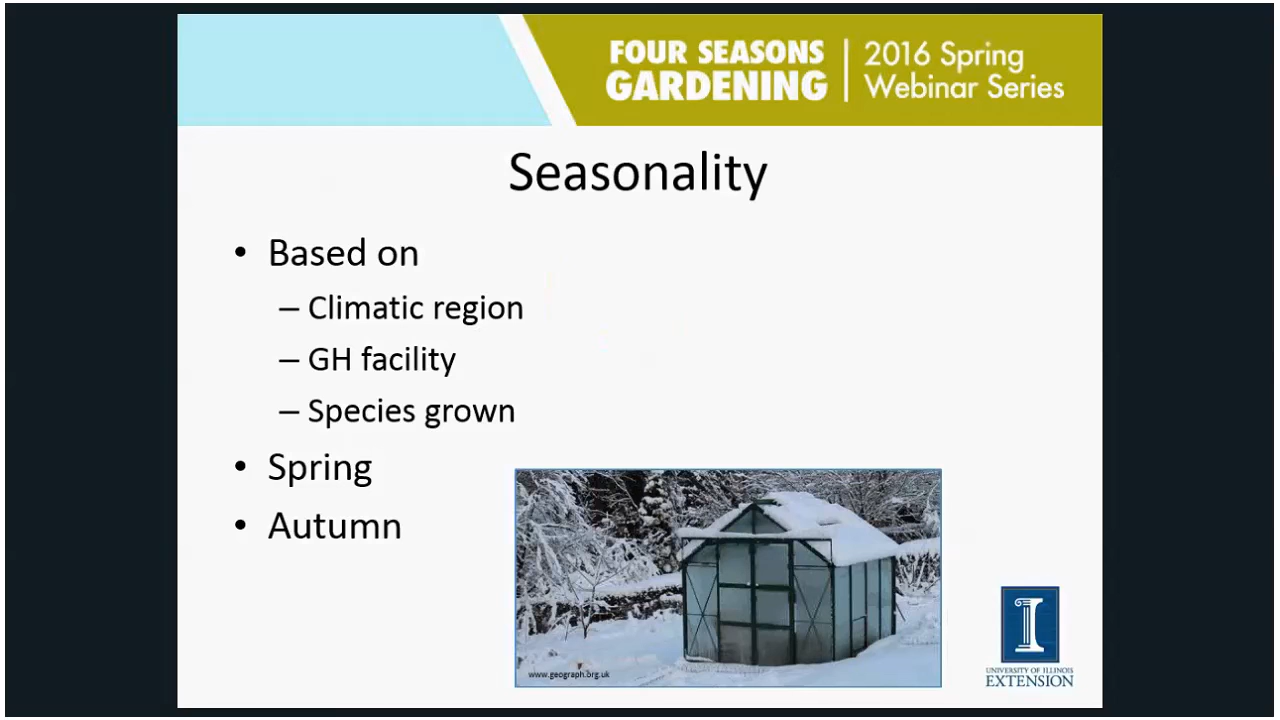 FOUR SEASONS
GARDENING
2016 Spring
Webinar Series
Seasonality
• Based on
– Climatic region
– GH facility
– Species grown
• Spring
• Autumn
www.geograph.org.uk
I
UNIVERSITY OF ILLINOIS
EXTENSION